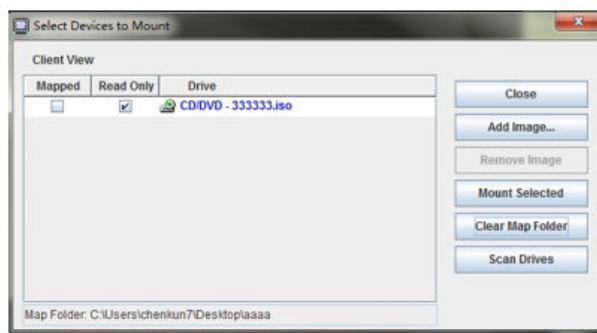 Select Devices to Mount
Client View
Mapped Read Only Drive
CD/DVD - 333333.iso
Close
Add Image...
Remove Image
Mount Selected
Clear Map Folder
Scan Drives
Map Folder: C:\Users\chenkun7\Desktop\aaaa